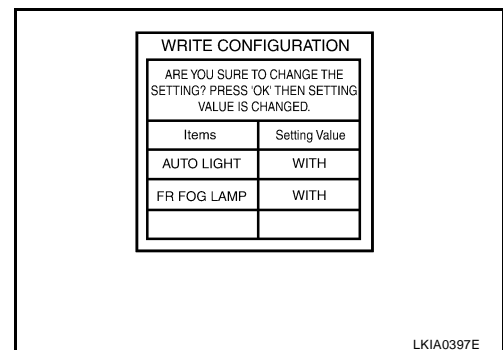 WRITE CONFIGURATION
ARE YOU SURE TO CHANGE THE
SETTING? PRESS 'OK' THEN SETTING
VALUE IS CHANGED.
Items Setting Value
AUTO LIGHT WITH
FR FOG LAMP WITH
LKIA0397E